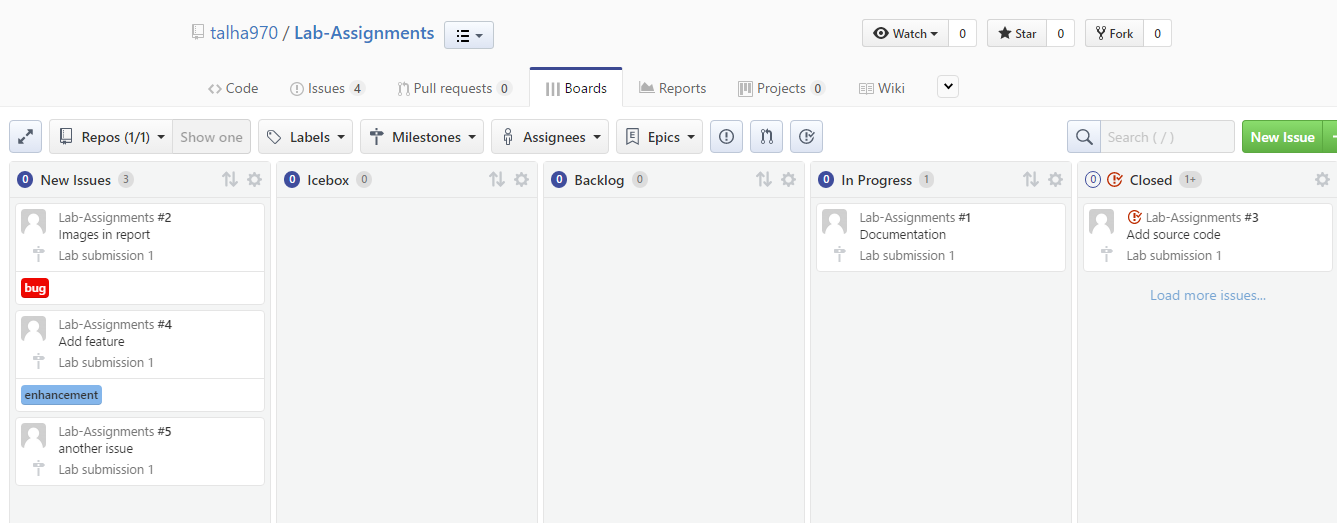 talha970 / Lab-Assignments
Watch 0 Star 0 Fork 0
Code Issues 4 Pull requests 0 Boards Reports Projects 0 Wiki
Repos (1/1) Show one Labels Milestones Assignees Epics Search ( / ) New Issue
0 New Issues 3
Lab-Assignments #2
Images in report
Lab submission 1
bug
Lab-Assignments #4
Add feature
Lab submission 1
enhancement
Lab-Assignments #5
another issue
Lab submission 1
0 Icebox 0
0 Backlog 0
0 In Progress 1
Lab-Assignments #1
Documentation
Lab submission 1
0 Closed 1+
Lab-Assignments #3
Add source code
Lab submission 1
Load more issues...